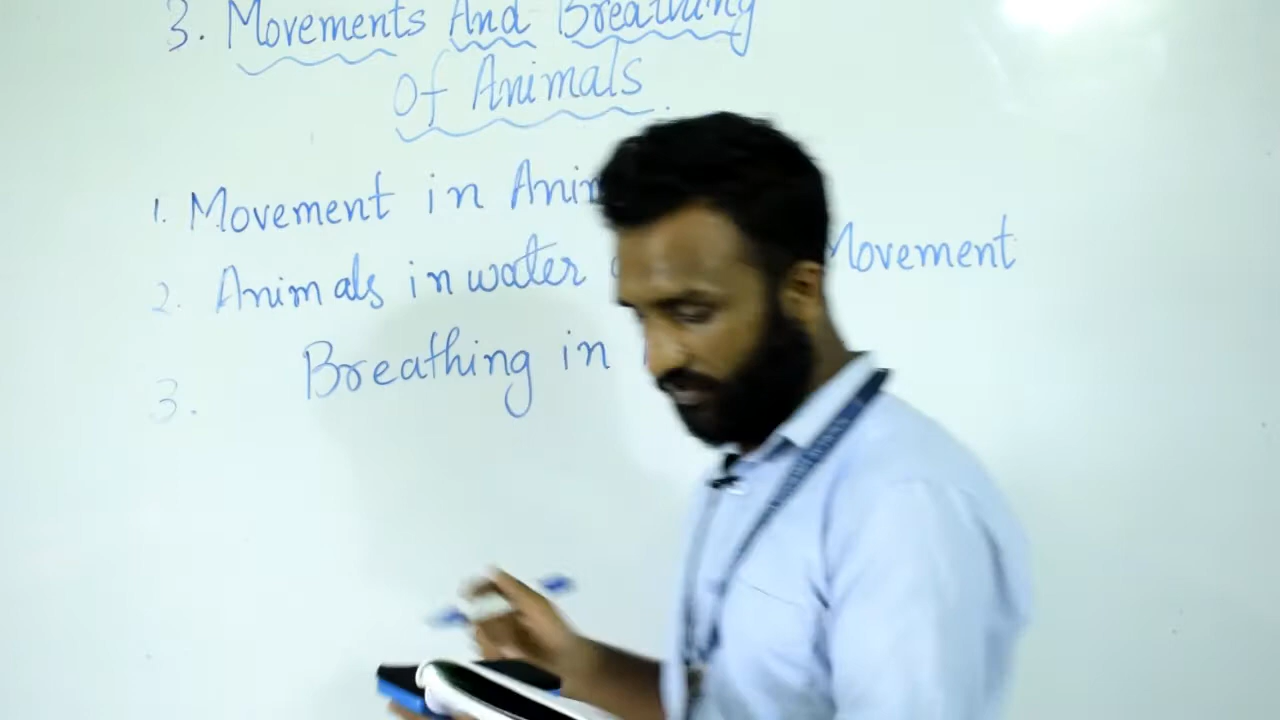 3. Movements And Breathing
Of Animals.
1. Movement in Anim
2. Animals in water Movement
3. Breathing in